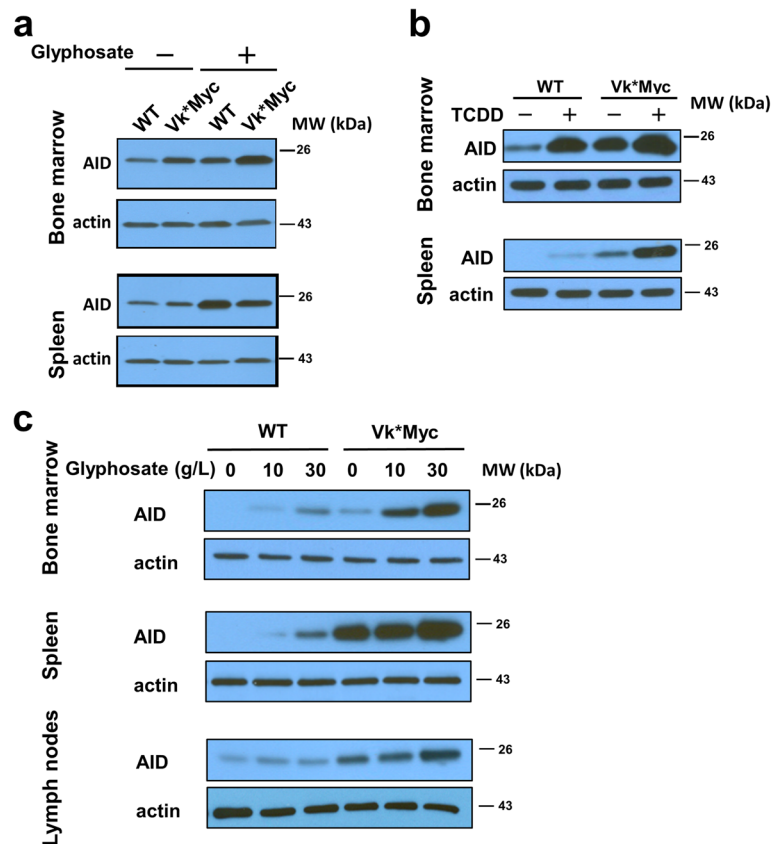 a
Glyphosate − +
WT Vk*Myc WT Vk*Myc MW (kDa)
Bone marrow
AID 26
actin 43
Spleen
AID 26
actin 43
b
WT Vk*Myc
TCDD − + − + MW (kDa)
Bone marrow
AID 26
actin 43
Spleen
AID 26
actin 43
c
WT Vk*Myc
Glyphosate (g/L) 0 10 30 0 10 30 MW (kDa)
Bone marrow
AID 26
actin 43
Spleen
AID 26
actin 43
Lymph nodes
AID 26
actin 43